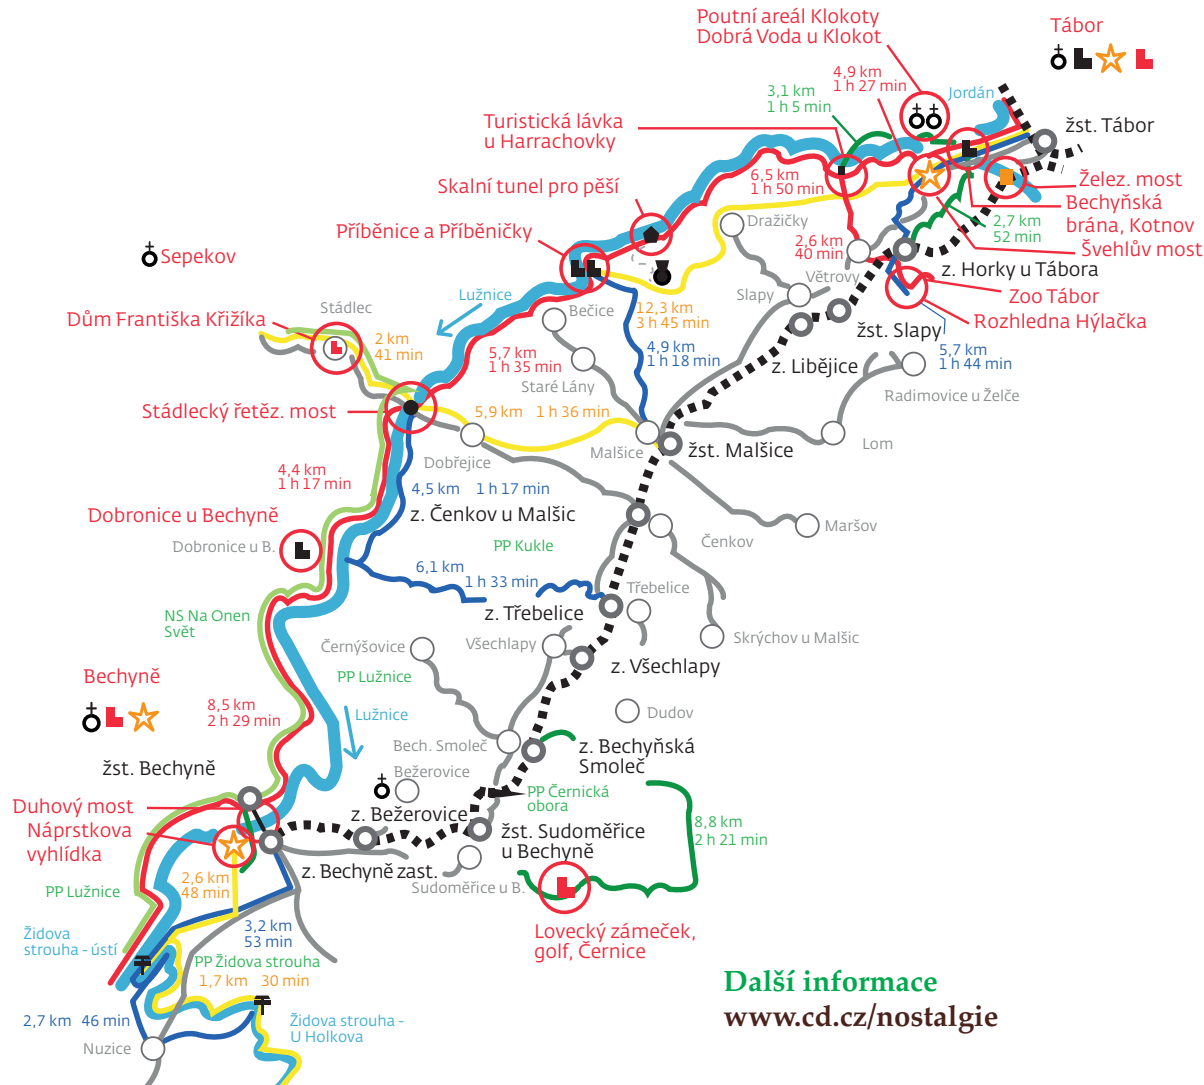 Poutní areál Klokoty
Dobrá Voda u Klokot
Tábor
4,9 km
1 h 27 min
3,1 km
1 h 5 min
Jordán
Turistická lávka
u Harrachovky
žst. Tábor
6,5 km
1 h 50 min
Želez. most
Skalní tunel pro pěší
Bechyňská
brána, Kotnov
2,7 km
52 min
Dražičky
Příběnice a Příběničky
2,6 km
40 min
Švehlův most
Sepekov
z. Horky u Tábora
Větrovy
Lužnice
Slapy
Zoo Tábor
Stádlec
Bečice
12,3 km
3 h 45 min
Rozhledna Hýlačka
Dům Františka Křižíka
žst. Slapy
2 km
41 min
4,9 km
1 h 18 min
5,7 km
1 h 35 min
5,7 km
1 h 44 min
z. Libějice
Staré Lány
Radimovice u Želče
Stádlecký řetěz. most
5,9 km 1 h 36 min
Lom
Malšice
žst. Malšice
Dobřejice
4,4 km
1 h 17 min
4,5 km 1 h 17 min
z. Čenkov u Malšic
Dobronice u Bechyně
Maršov
Dobronice u B.
PP Kukle
Čenkov
6,1 km
1 h 33 min
Třebelice
NS Na Onen
Svět
z. Třebelice
Skrýchov u Malšic
Černýšovice
Všechlapy
z. Všechlapy
Bechyně
PP Lužnice
8,5 km
2 h 29 min
Lužnice
Dudov
Bech. Smoleč
z. Bechyňská
Smoleč
žst. Bechyně
Bežerovice
PP Černická
obora
Duhový most
z. Bežerovice
8,8 km
2 h 21 min
Náprstkova
vyhlídka
žst. Sudoměřice
u Bechyně
z. Bechyně zast.
2,6 km
48 min
PP Lužnice
Sudoměřice u B.
Židova
strouha - ústí
3,2 km
53 min
Lovecký zámeček,
golf, Černice
PP Židova strouha
1,7 km 30 min
Další informace
www.cd.cz/nostalgie
2,7 km 46 min
Židova strouha -
U Holkova
Nuzice